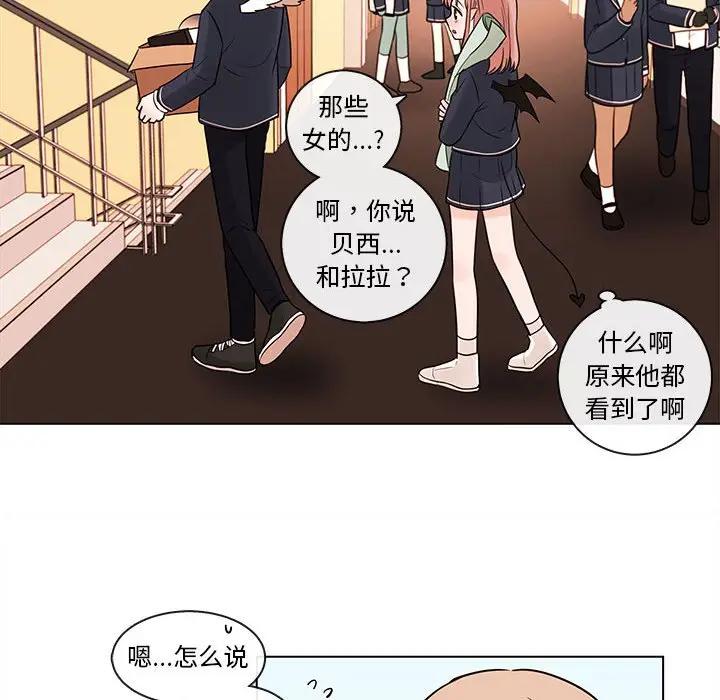 那些
女的...?
啊，你说
贝西...
和拉拉？
什么啊
原来他都
看到了啊
嗯...怎么说